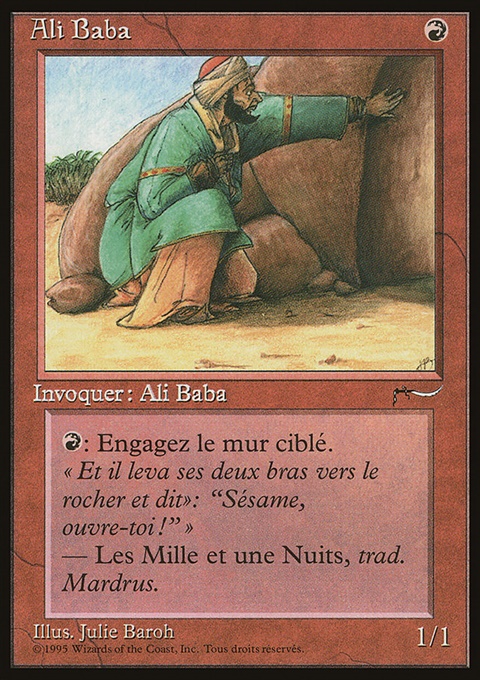 Ali Baba
Invoquer : Ali Baba
: Engagez le mur ciblé.
« Et il leva ses deux bras vers le
rocher et dit»: “Sésame,
ouvre-toi!” »
— Les Mille et une Nuits, trad.
Mardrus.
Illus. Julie Baroh
1/1
©1995 Wizards of the Coast, Inc. Tous droits réservés.